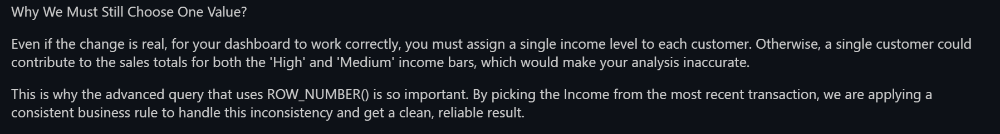 Why We Must Still Choose One Value?
Even if the change is real, for your dashboard to work correctly, you must assign a single income level to each customer. Otherwise, a single customer could
contribute to the sales totals for both the 'High' and 'Medium' income bars, which would make your analysis inaccurate.
This is why the advanced query that uses ROW_NUMBER() is so important. By picking the Income from the most recent transaction, we are applying a
consistent business rule to handle this inconsistency and get a clean, reliable result.